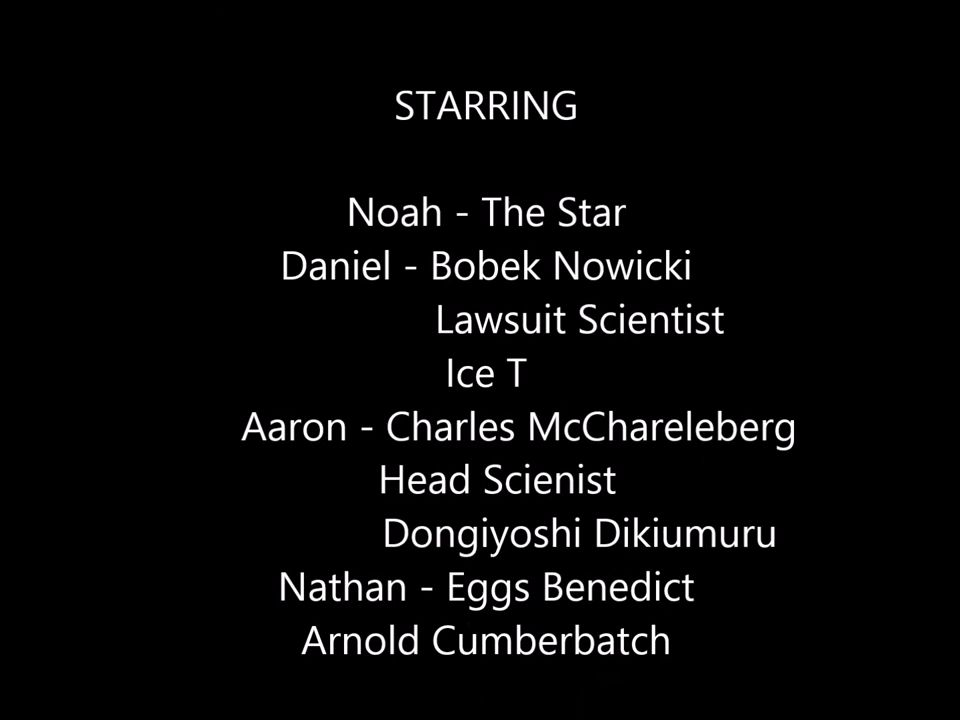 STARRING
Noah - The Star
Daniel - Bobek Nowicki
Lawsuit Scientist
Ice T
Aaron - Charles McChareleberg
Head Scienist
Dongiyoshi Dikiumuru
Nathan - Eggs Benedict
Arnold Cumberbatch